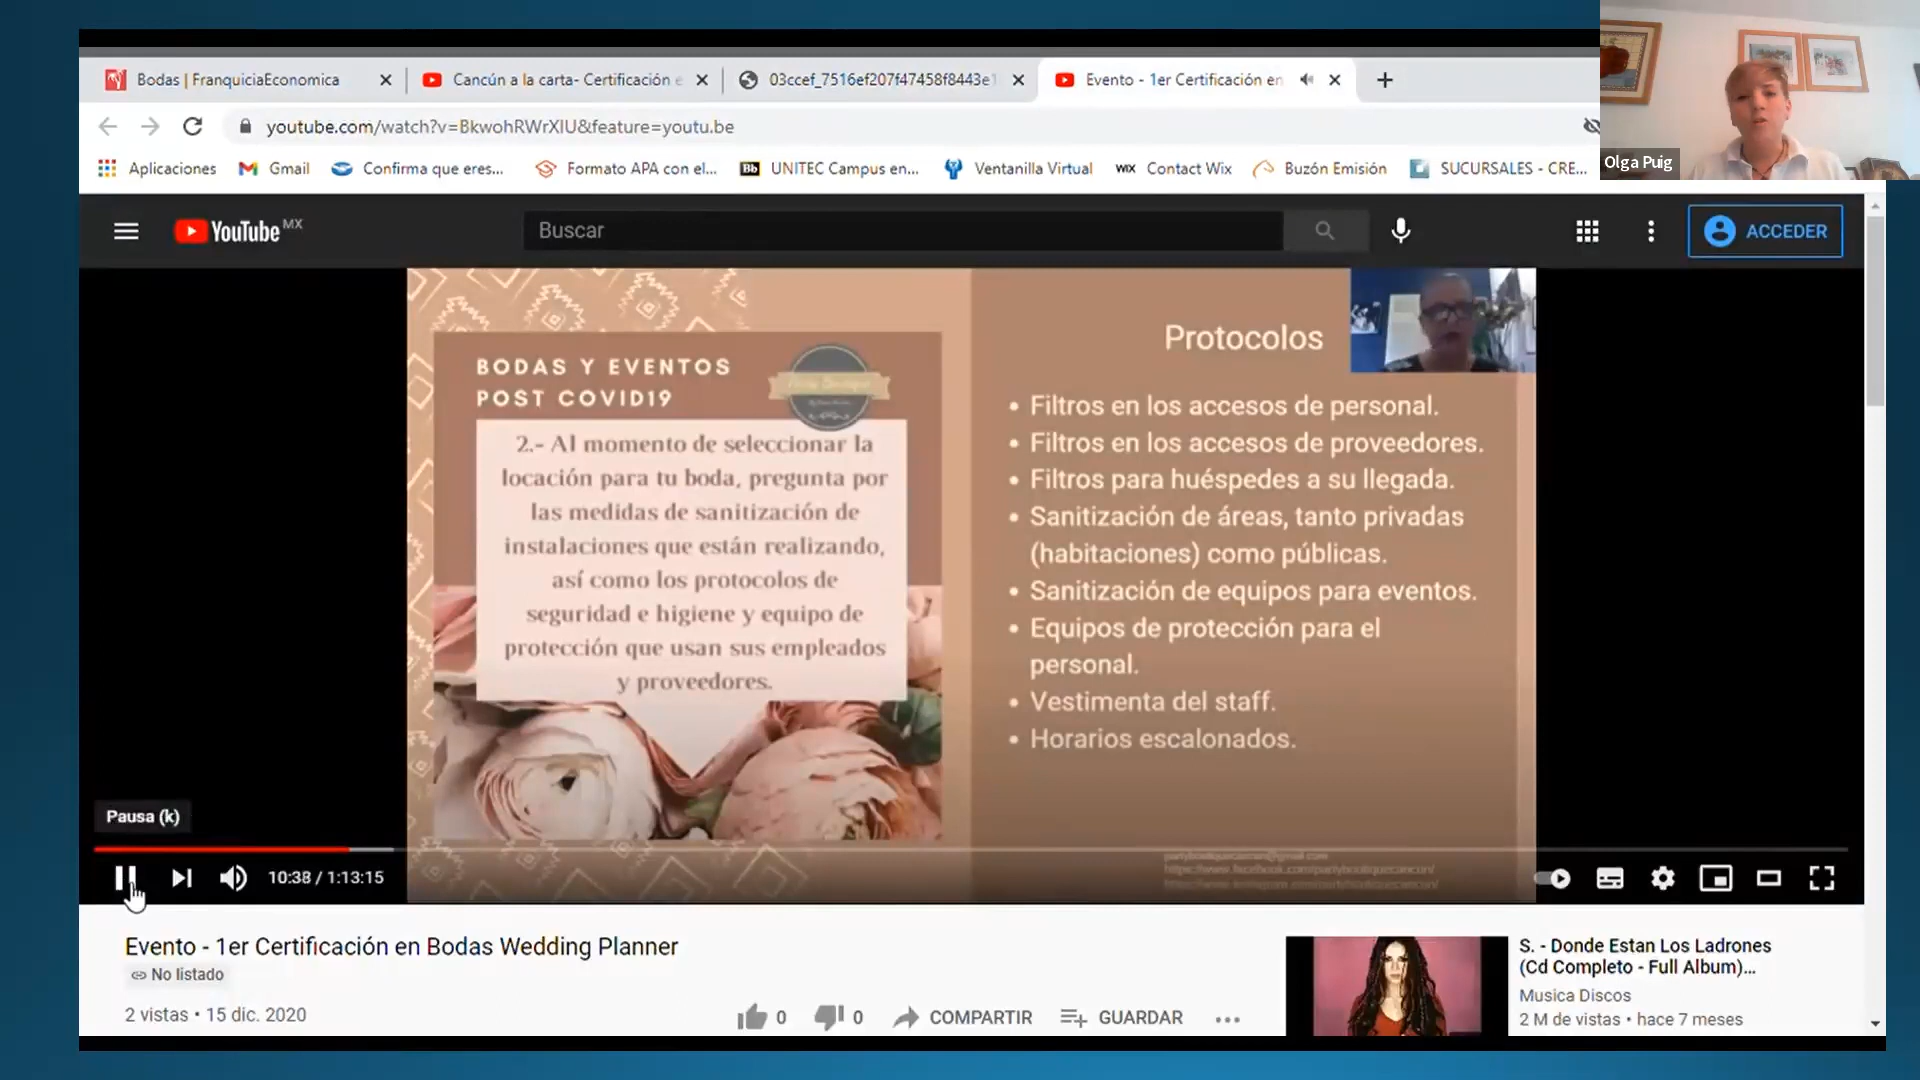 Bodas | FranquiciaEconomica
Cancún a la carta- Certificación e
03ccef_7516ef207f47458f8443e1
Evento - 1er Certificación en
youtube.com/watch?v=BkwohRWrXIU&feature=youtu.be
Aplicaciones
Gmail
Confirma que eres...
Formato APA con el...
Bb
UNITEC Campus en...
Ventanilla Virtual
WIX
Contact Wix
Buzón Emisión
SUCURSALES - CRE...
Olga Puig
YouTube MX
Buscar
ACCEDER
BODAS Y EVENTOS
POST COVID19
2.- Al momento de seleccionar la
locación para tu boda, pregunta por
las medidas de sanitización de
instalaciones que están realizando,
así como los protocolos de
seguridad e higiene y equipo de
protección que usan sus empleados
y proveedores.
Protocolos
• Filtros en los accesos de personal.
• Filtros en los accesos de proveedores.
• Filtros para huéspedes a su llegada.
• Sanitización de áreas, tanto privadas
(habitaciones) como públicas.
• Sanitización de equipos para eventos.
• Equipos de protección para el
personal.
• Vestimenta del staff.
• Horarios escalonados.
Pausa (k)
10:38 / 1:13:15
Evento - 1er Certificación en Bodas Wedding Planner
No listado
2 vistas • 15 dic. 2020
0
0
COMPARTIR
GUARDAR
S. - Donde Estan Los Ladrones
(Cd Completo - Full Album)...
Musica Discos
2 M de vistas • hace 7 meses